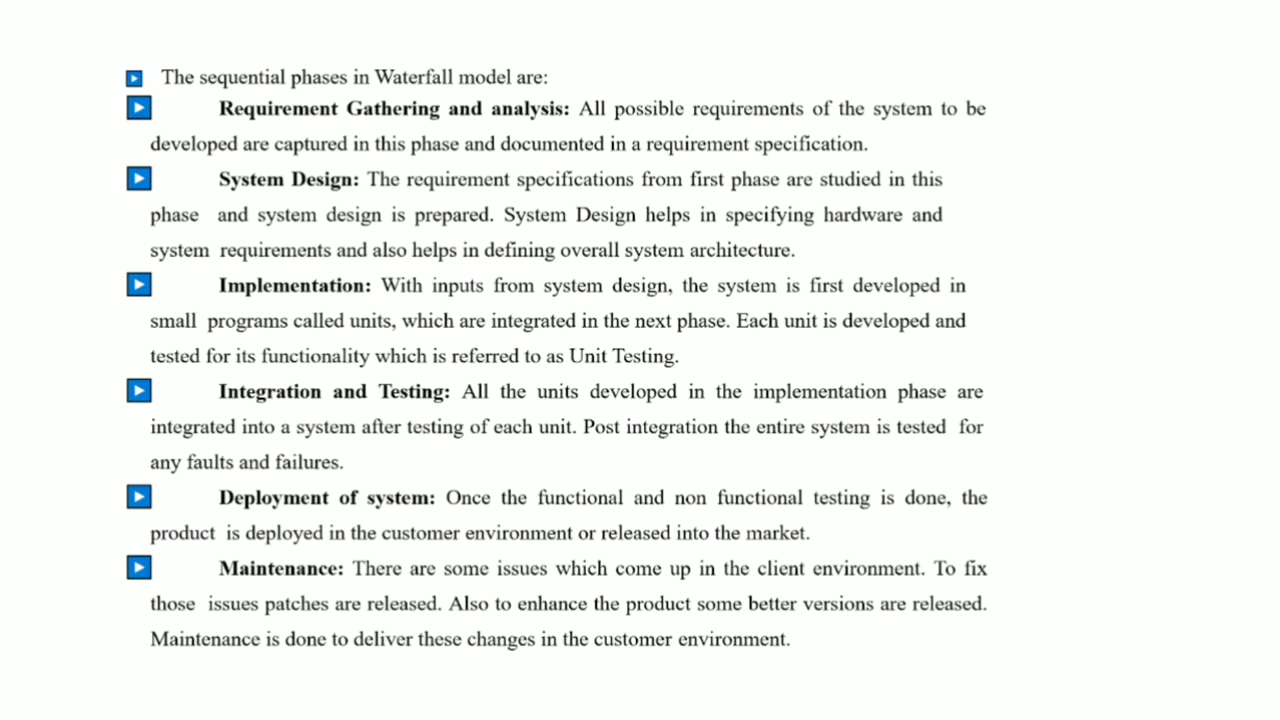 The sequential phases in Waterfall model are:
Requirement Gathering and analysis: All possible requirements of the system to be
developed are captured in this phase and documented in a requirement specification.
System Design: The requirement specifications from first phase are studied in this
phase and system design is prepared. System Design helps in specifying hardware and
system requirements and also helps in defining overall system architecture.
Implementation: With inputs from system design, the system is first developed in
small programs called units, which are integrated in the next phase. Each unit is developed and
tested for its functionality which is referred to as Unit Testing.
Integration and Testing: All the units developed in the implementation phase are
integrated into a system after testing of each unit. Post integration the entire system is tested for
any faults and failures.
Deployment of system: Once the functional and non functional testing is done, the
product is deployed in the customer environment or released into the market.
Maintenance: There are some issues which come up in the client environment. To fix
those issues patches are released. Also to enhance the product some better versions are released.
Maintenance is done to deliver these changes in the customer environment.